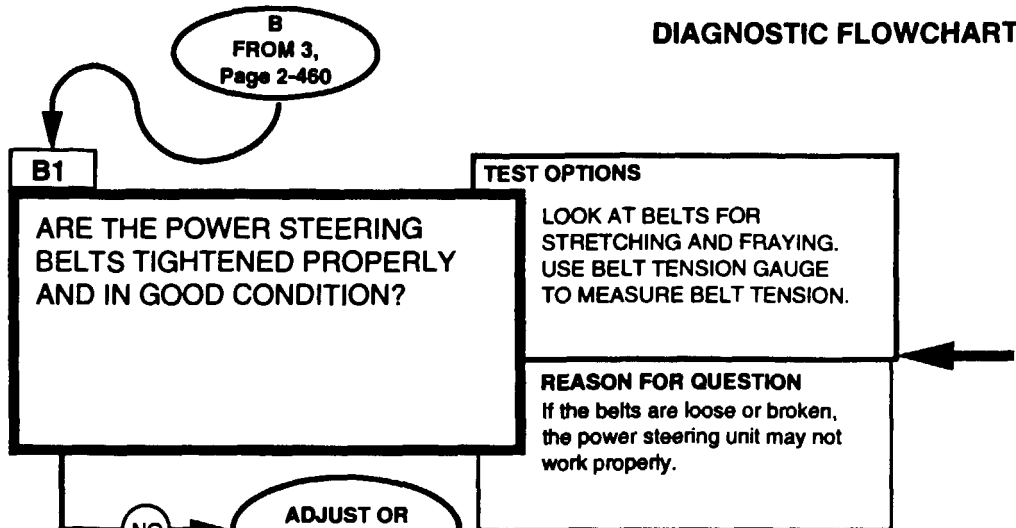 B
FROM 3,
Page 2-460
DIAGNOSTIC FLOWCHART
B1
ARE THE POWER STEERING
BELTS TIGHTENED PROPERLY
AND IN GOOD CONDITION?
TEST OPTIONS
LOOK AT BELTS FOR
STRETCHING AND FRAYING.
USE BELT TENSION GAUGE
TO MEASURE BELT TENSION.
REASON FOR QUESTION
If the belts are loose or broken,
the power steering unit may not
work properly.
NO
ADJUST OR